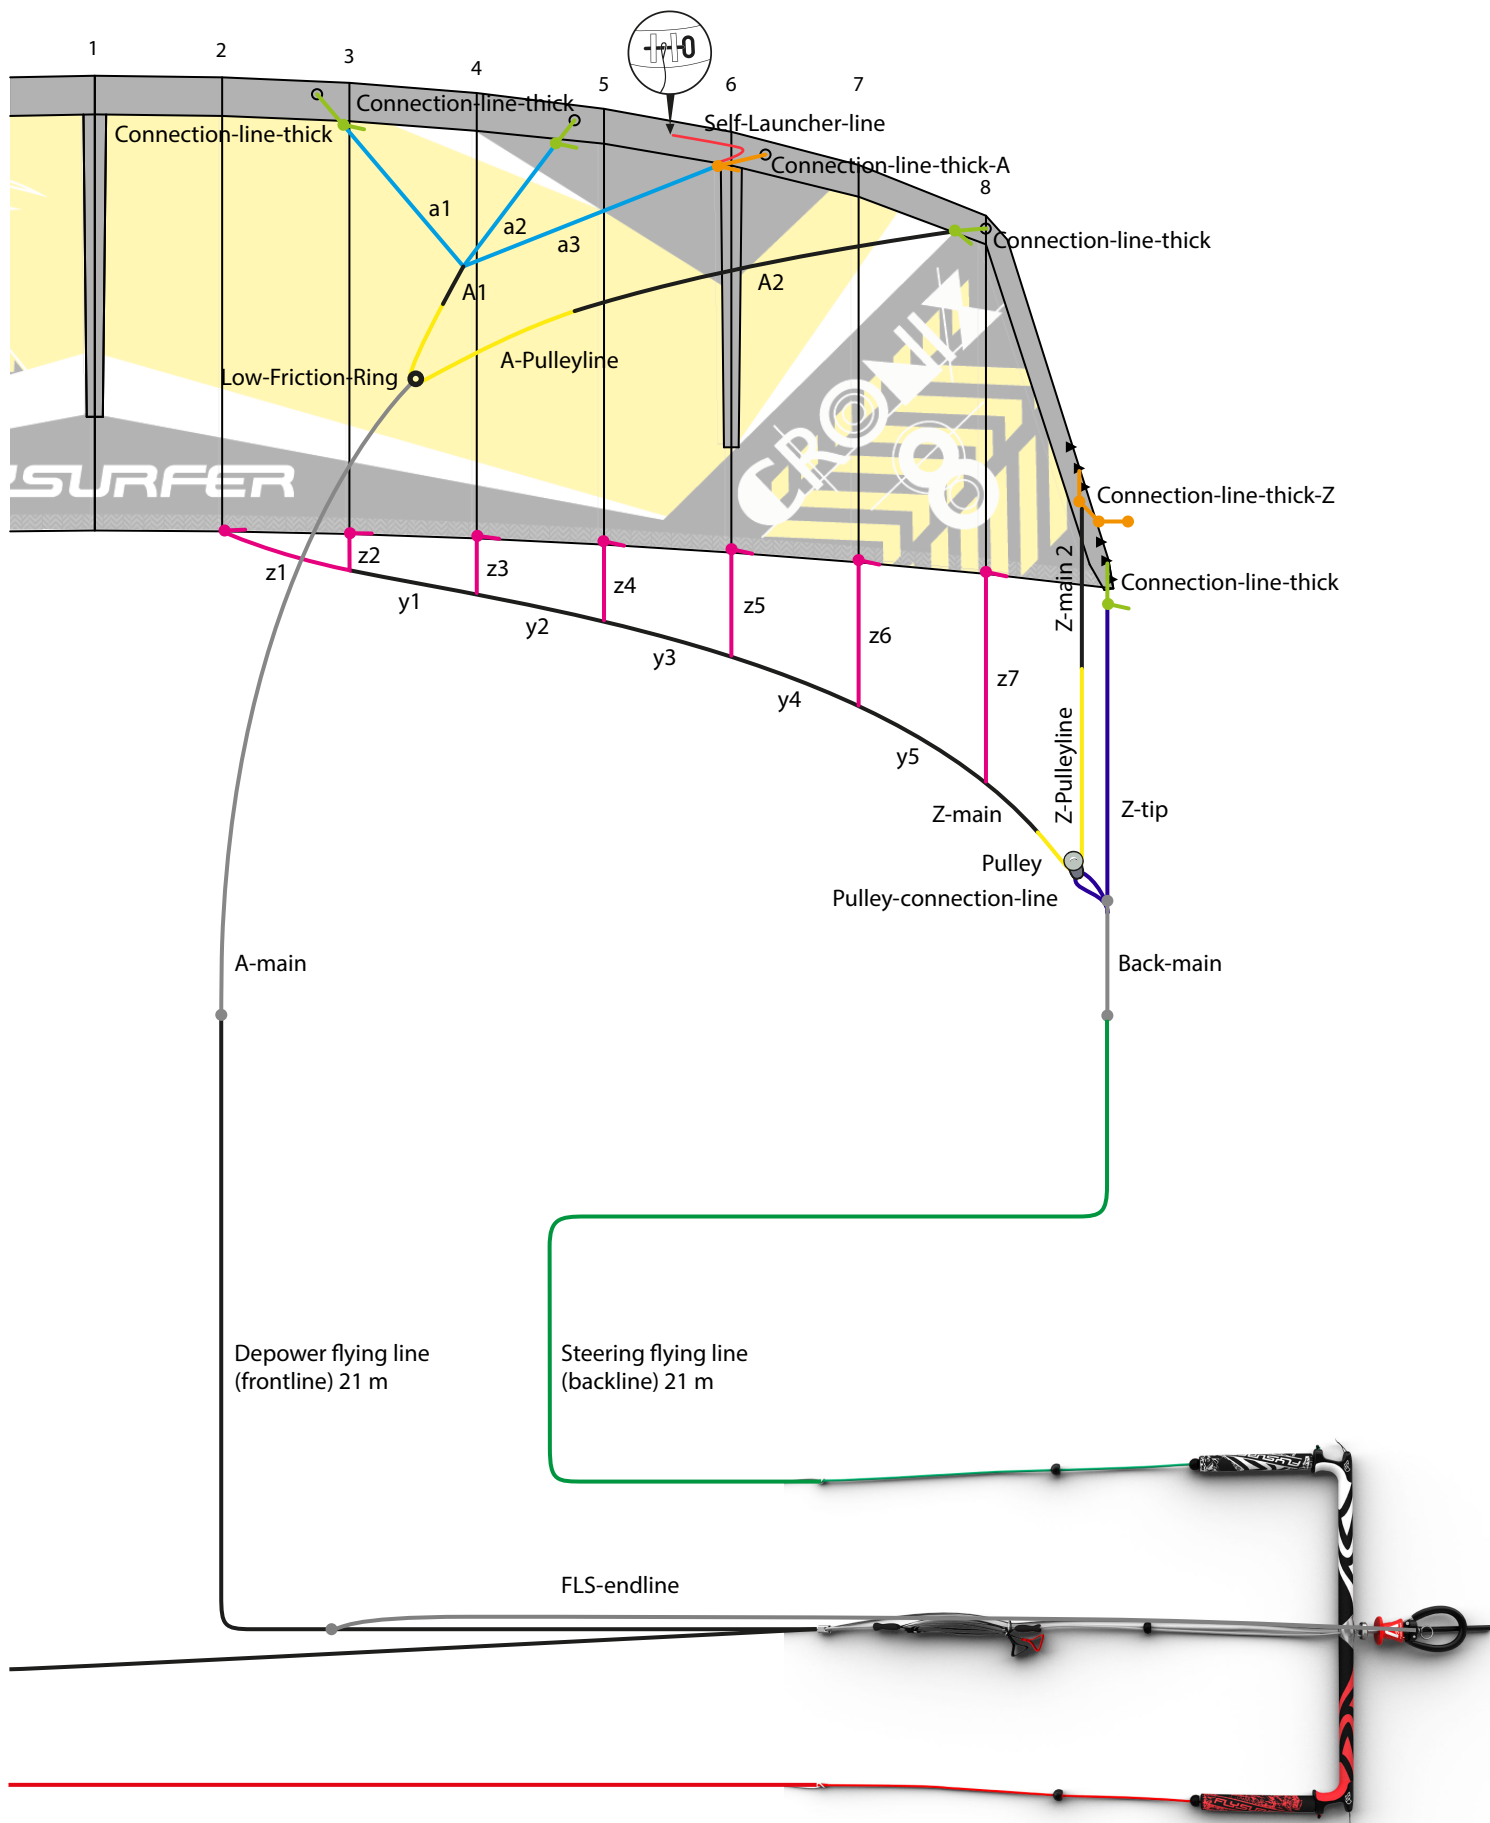 1
2
3
4
5
6
7
8
Connection-line-thick
Connection-line-thick
Self-Launcher-line
Connection-line-thick-A
Connection-line-thick
a1
a2
a3
A1
A2
A-Pulleyline
Low-Friction-Ring
CRONIX
SURFER
Connection-line-thick-Z
Connection-line-thick
z1
z2
z3
z4
z5
z6
z7
y1
y2
y3
y4
y5
Z-main 2
Z-Pulleyline
Z-main
Z-tip
Pulley
Pulley-connection-line
A-main
Back-main
Depower flying line
(frontline) 21 m
Steering flying line
(backline) 21 m
FLYSURFER
FLS-endline
FLYSURFER